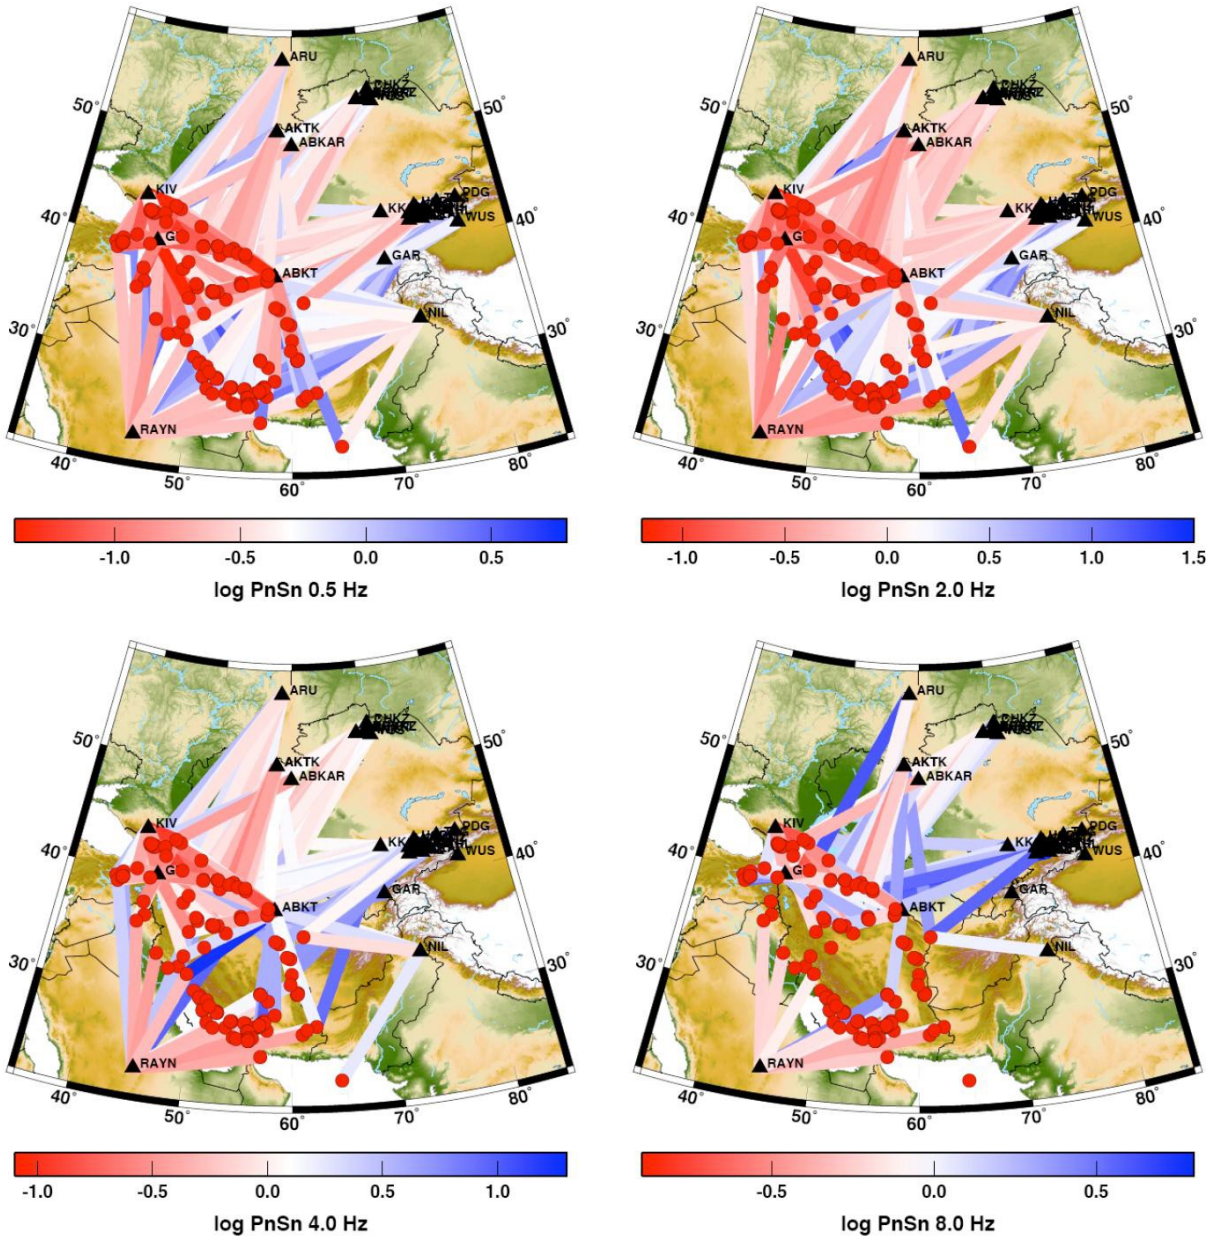 ARU
50°
50°
AKTK
ABKAR
KIV
PDG
KK
WUS
40°
40°
G
GAR
ABKT
30°
30°
NIL
RAYN
40°
50°
60°
70°
80°
-1.0 -0.5 0.0 0.5
log PnSn 0.5 Hz
ARU
50°
50°
AKTK
ABKAR
KIV
PDG
KK
WUS
40°
40°
G
GAR
ABKT
30°
30°
NIL
RAYN
40°
50°
60°
70°
80°
-1.0 -0.5 0.0 0.5 1.0 1.5
log PnSn 2.0 Hz
ARU
50°
50°
AKTK
ABKAR
KIV
PDG
KK
WUS
40°
40°
G
GAR
ABKT
30°
30°
NIL
RAYN
40°
50°
60°
70°
80°
-1.0 -0.5 0.0 0.5 1.0
log PnSn 4.0 Hz
ARU
50°
50°
AKTK
ABKAR
KIV
PDG
KK
WUS
40°
40°
G
GAR
ABKT
30°
30°
NIL
RAYN
40°
50°
60°
70°
80°
-0.5 0.0 0.5
log PnSn 8.0 Hz